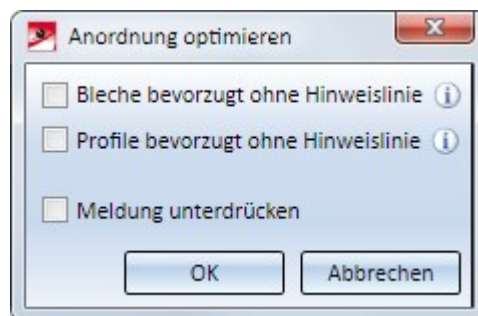 Anordnung optimieren
Bleche bevorzugt ohne Hinweislinie
Profile bevorzugt ohne Hinweislinie
Meldung unterdrücken
OK Abbrechen